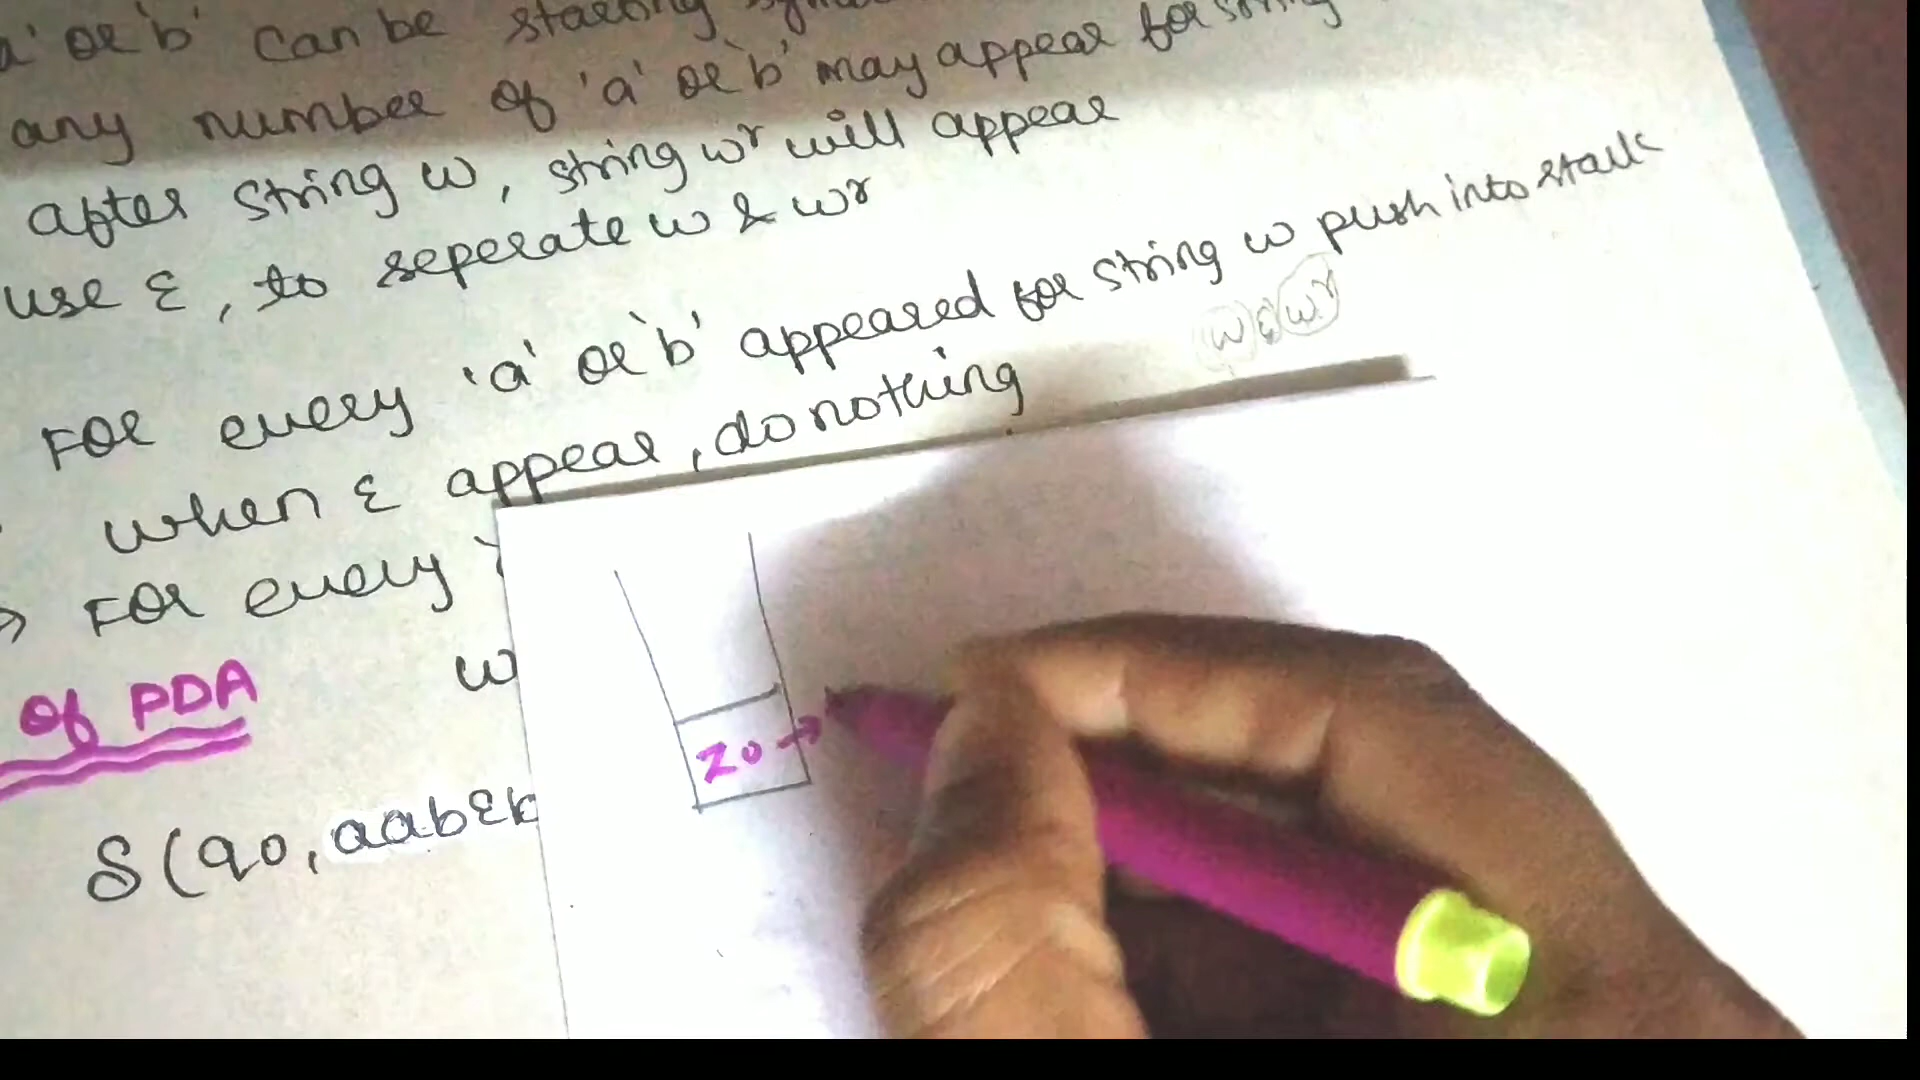 'a' or 'b' can be starting
any number of 'a' or 'b' may appear for string
after string w, string wʳ will appear
use ε, to seperate w & wʳ
For every 'a' or 'b' appeared for string w push into stack
w ε wʳ
when ε appear, do nothing
→ For every
w
of PDA
Z0 →
δ(q0, aabεb